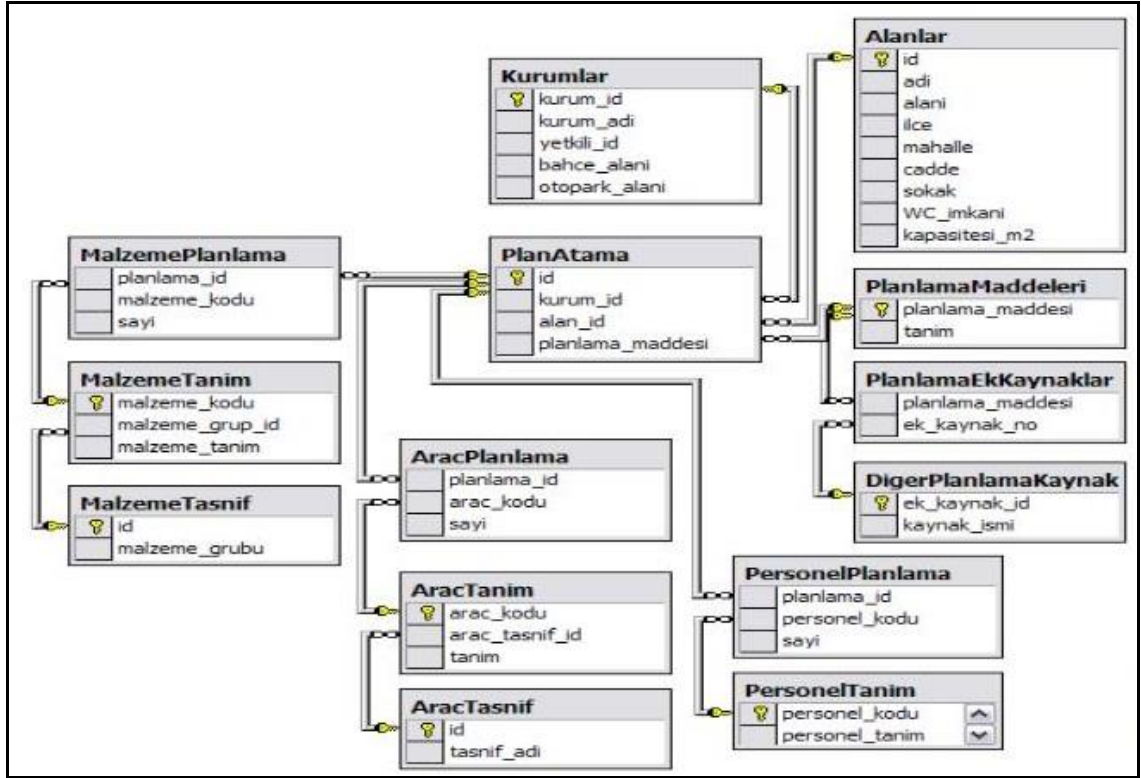 Alanlar
id
adi
alani
ilce
mahalle
cadde
sokak
WC_imkani
kapasitesi_m2
Kurumlar
kurum_id
kurum_adi
yetkili_id
bahce_alani
otopark_alani
MalzemePlanlama
planlama_id
malzeme_kodu
sayi
PlanAtama
id
kurum_id
alan_id
planlama_maddesi
PlanlamaMaddeleri
planlama_maddesi
tanim
MalzemeTanim
malzeme_kodu
malzeme_grup_id
malzeme_tanim
PlanlamaEkKaynaklar
planlama_maddesi
ek_kaynak_no
AracPlanlama
planlama_id
arac_kodu
sayi
DigerPlanlamaKaynak
ek_kaynak_id
kaynak_ismi
MalzemeTasnif
id
malzeme_grubu
AracTanim
arac_kodu
arac_tasnif_id
tanim
PersonelPlanlama
planlama_id
personel_kodu
sayi
AracTasnif
id
tasnif_adi
PersonelTanim
personel_kodu
personel_tanim